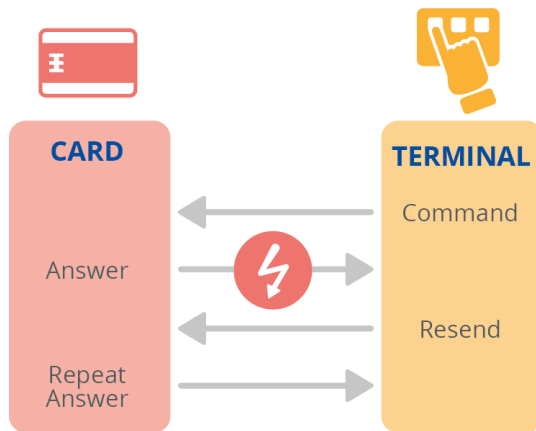 CARD
TERMINAL
Command
Answer
Resend
Repeat
Answer